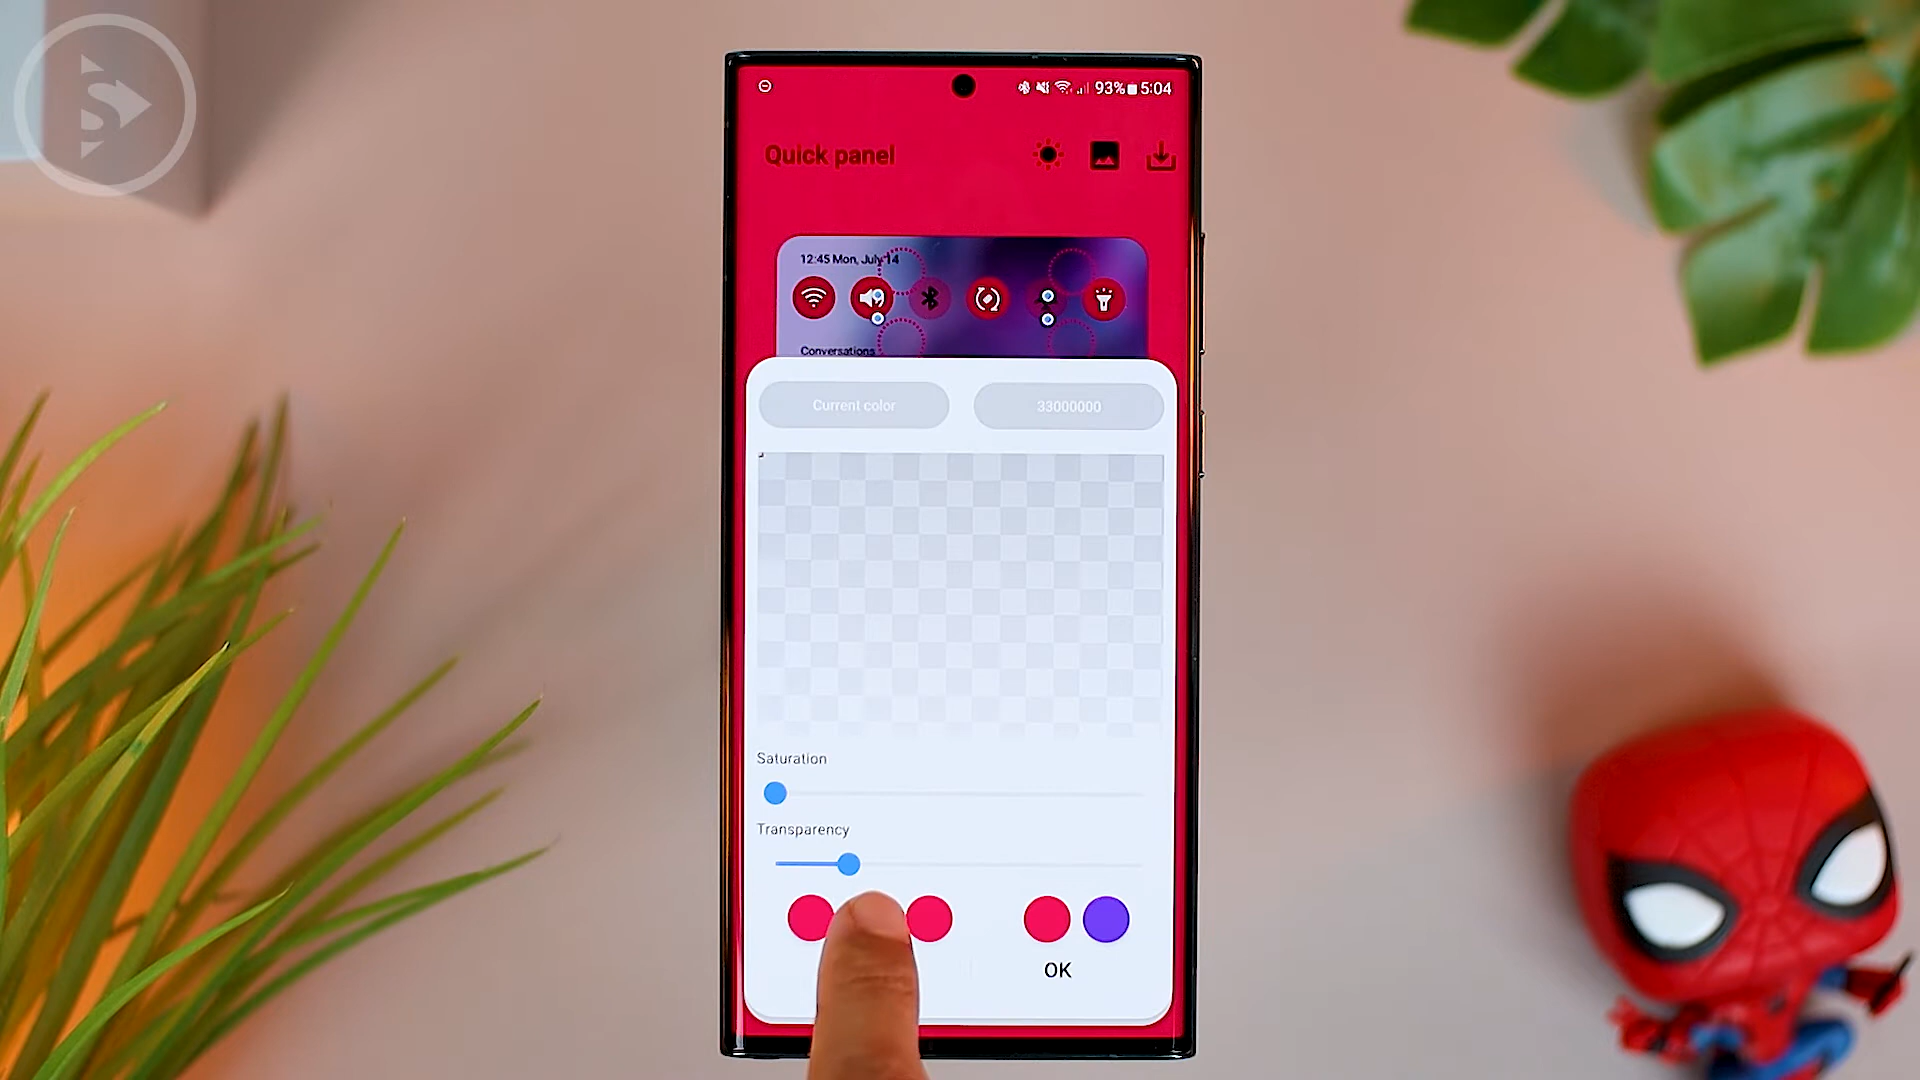 S
93% 5:04
Quick panel
12:45 Mon, July 14
Conversations
Current color
33000000
Saturation
Transparency
OK